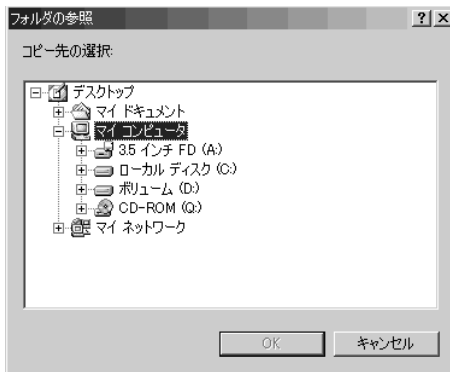 フォルダの参照
コピー先の選択:
デスクトップ
マイ ドキュメント
マイ コンピュータ
3.5 インチ FD (A:)
ローカル ディスク (C:)
ボリューム (D:)
CD-ROM (Q:)
マイ ネットワーク
OK
キャンセル